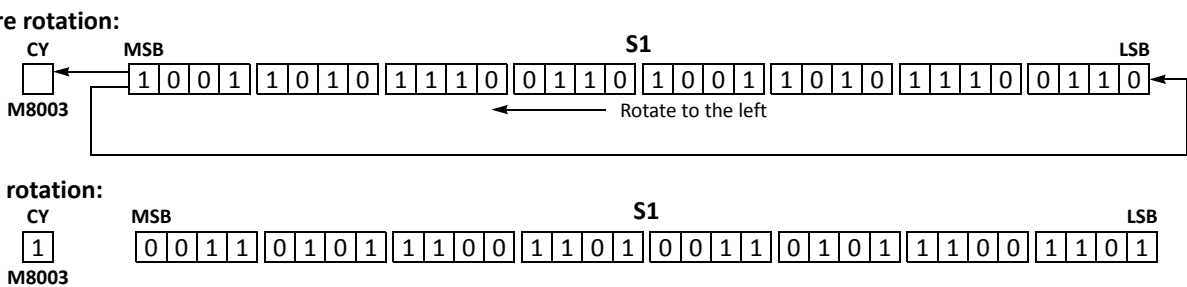 re rotation:
CY MSB S1 LSB
1 0 0 1 1 0 1 0 1 1 1 0 0 1 1 0 1 0 0 1 1 0 1 0 1 1 1 0 0 1 1 0
M8003 Rotate to the left
rotation:
CY MSB S1 LSB
1 0 0 1 1 0 1 0 1 1 1 0 0 1 1 0 1 0 0 1 1 0 1 0 1 1 1 0 0 1 1 0 1
M8003